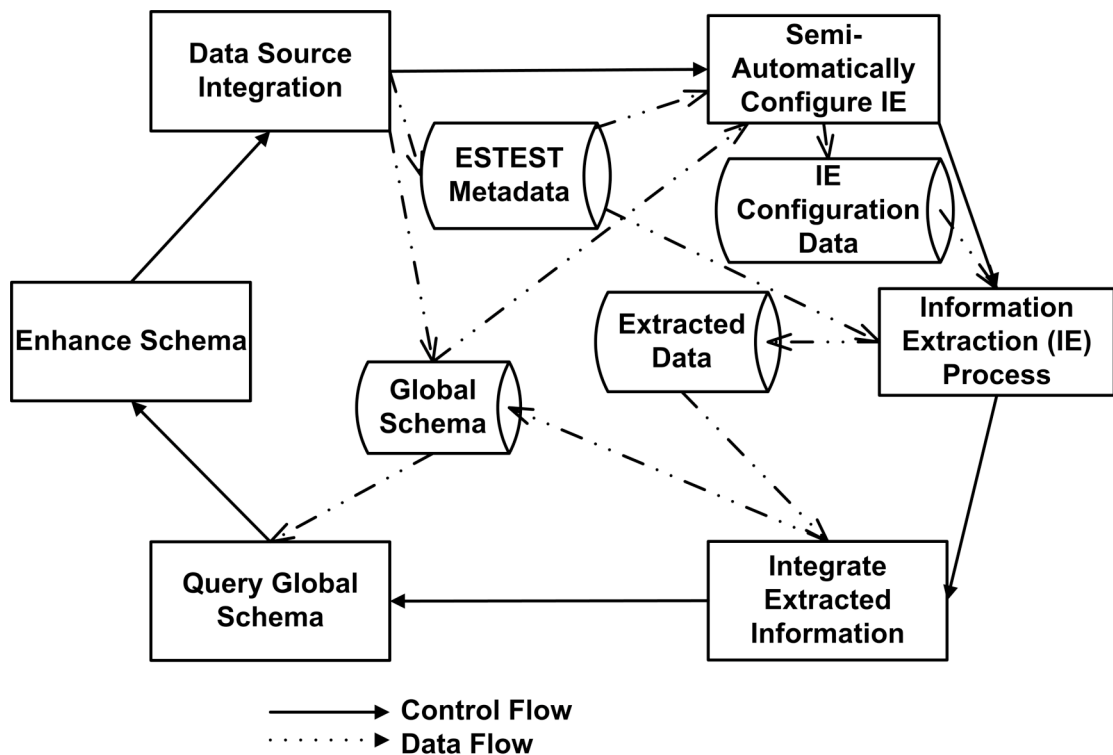 Data Source
Integration
Semi-
Automatically
Configure IE
ESTEST
Metadata
IE
Configuration
Data
Enhance Schema
Extracted
Data
Information
Extraction (IE)
Process
Global
Schema
Query Global
Schema
Integrate
Extracted
Information
Control Flow
Data Flow